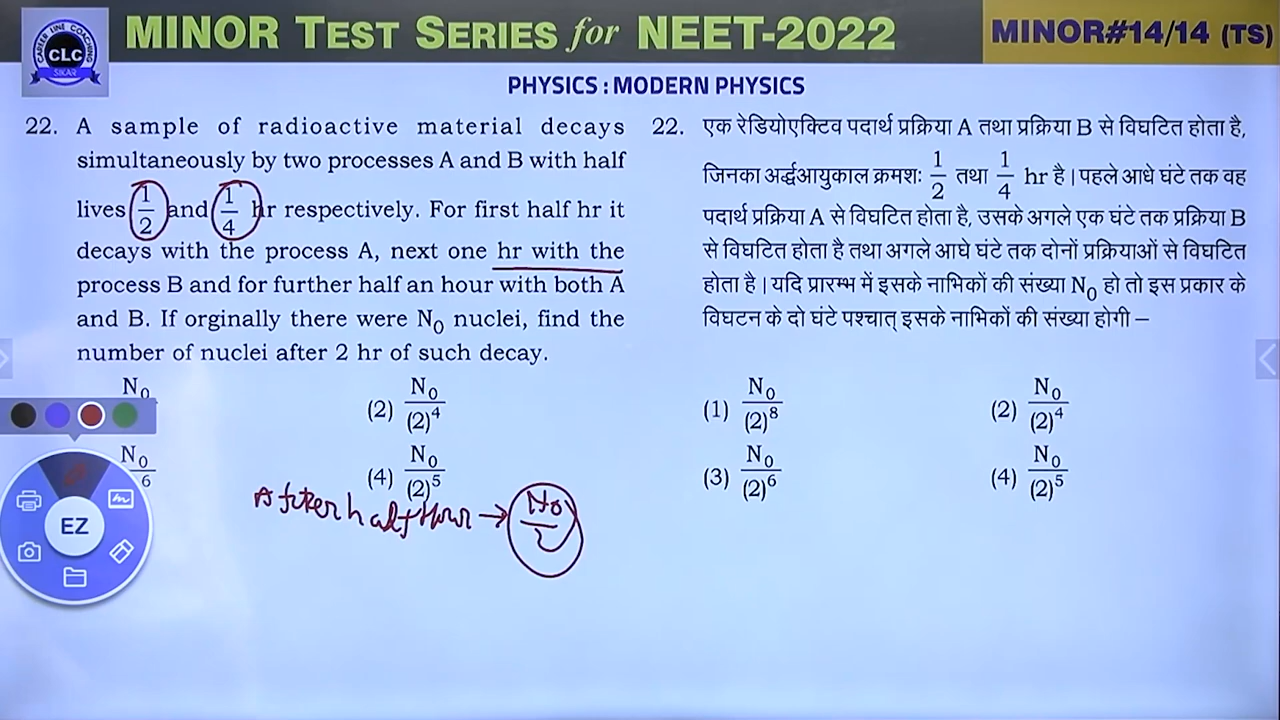 CAREER LINE COACHING
CLC
SIKAR
MINOR TEST SERIES for NEET-2022
MINOR#14/14 (TS)
PHYSICS : MODERN PHYSICS
22. A sample of radioactive material decays
simultaneously by two processes A and B with half
lives 1/2 and 1/4 hr respectively. For first half hr it
decays with the process A, next one hr with the
process B and for further half an hour with both A
and B. If orginally there were N₀ nuclei, find the
number of nuclei after 2 hr of such decay.
N₀
(2) N₀/(2)⁴
N₀
6
(4) N₀/(2)⁵
After half Hour → N₀/2
EZ
22. एक रेडियोएक्टिव पदार्थ प्रक्रिया A तथा प्रक्रिया B से विघटित होता है,
जिनका अर्द्धआयुकाल क्रमशः 1/2 तथा 1/4 hr है। पहले आधे घंटे तक वह
पदार्थ प्रक्रिया A से विघटित होता है, उसके अगले एक घंटे तक प्रक्रिया B
से विघटित होता है तथा अगले आघे घंटे तक दोनों प्रक्रियाओं से विघटित
होता है। यदि प्रारम्भ में इसके नाभिकों की संख्या N₀ हो तो इस प्रकार के
विघटन के दो घंटे पश्चात् इसके नाभिकों की संख्या होगी –
(1) N₀/(2)⁸
(2) N₀/(2)⁴
(3) N₀/(2)⁶
(4) N₀/(2)⁵